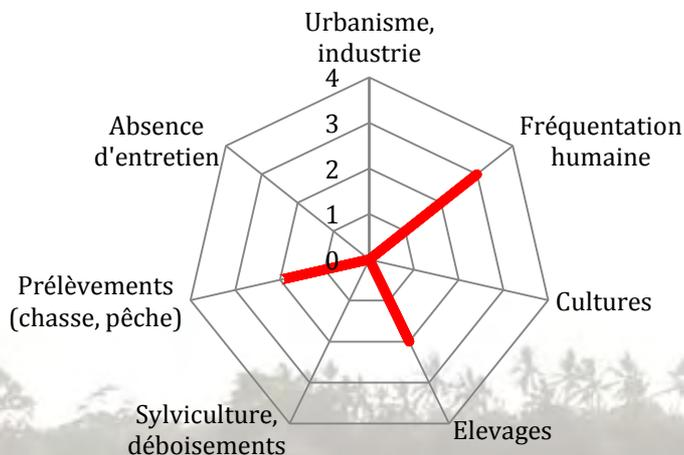 Urbanisme,
industrie
4
3
2
1
0
Fréquentation
humaine
Cultures
Elevages
Sylviculture,
déboisements
Prélèvements
(chasse, pêche)
Absence
d'entretien